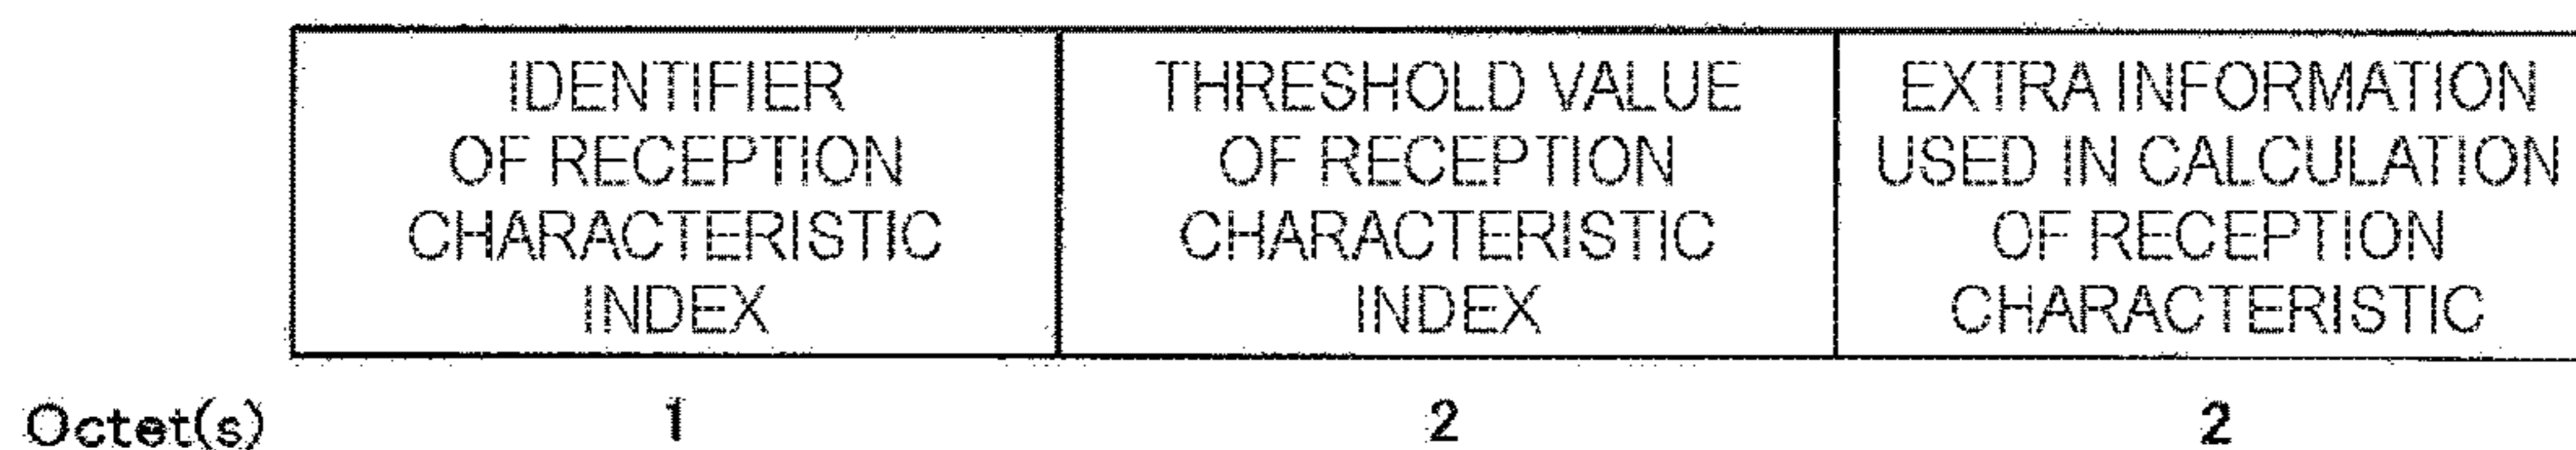 IDENTIFIER
OF RECEPTION
CHARACTERISTIC
INDEX
THRESHOLD VALUE
OF RECEPTION
CHARACTERISTIC
INDEX
EXTRA INFORMATION
USED IN CALCULATION
OF RECEPTION
CHARACTERISTIC
Octet(s) 1 2 2